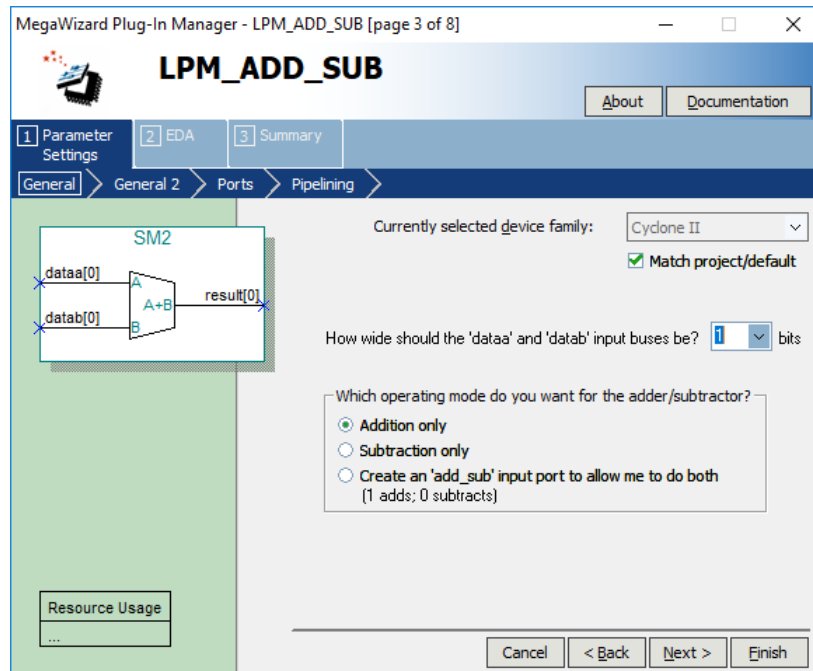 MegaWizard Plug-In Manager - LPM_ADD_SUB [page 3 of 8]
LPM_ADD_SUB
About
Documentation
1 Parameter Settings
2 EDA
3 Summary
General
General 2
Ports
Pipelining
SM2
dataa[0]
A
A+B
result[0]
datab[0]
B
Currently selected device family:
Cyclone II
Match project/default
How wide should the 'dataa' and 'datab' input buses be?
1
bits
Which operating mode do you want for the adder/subtractor?
Addition only
Subtraction only
Create an 'add_sub' input port to allow me to do both
(1 adds; 0 subtracts)
Resource Usage
...
Cancel
< Back
Next >
Finish